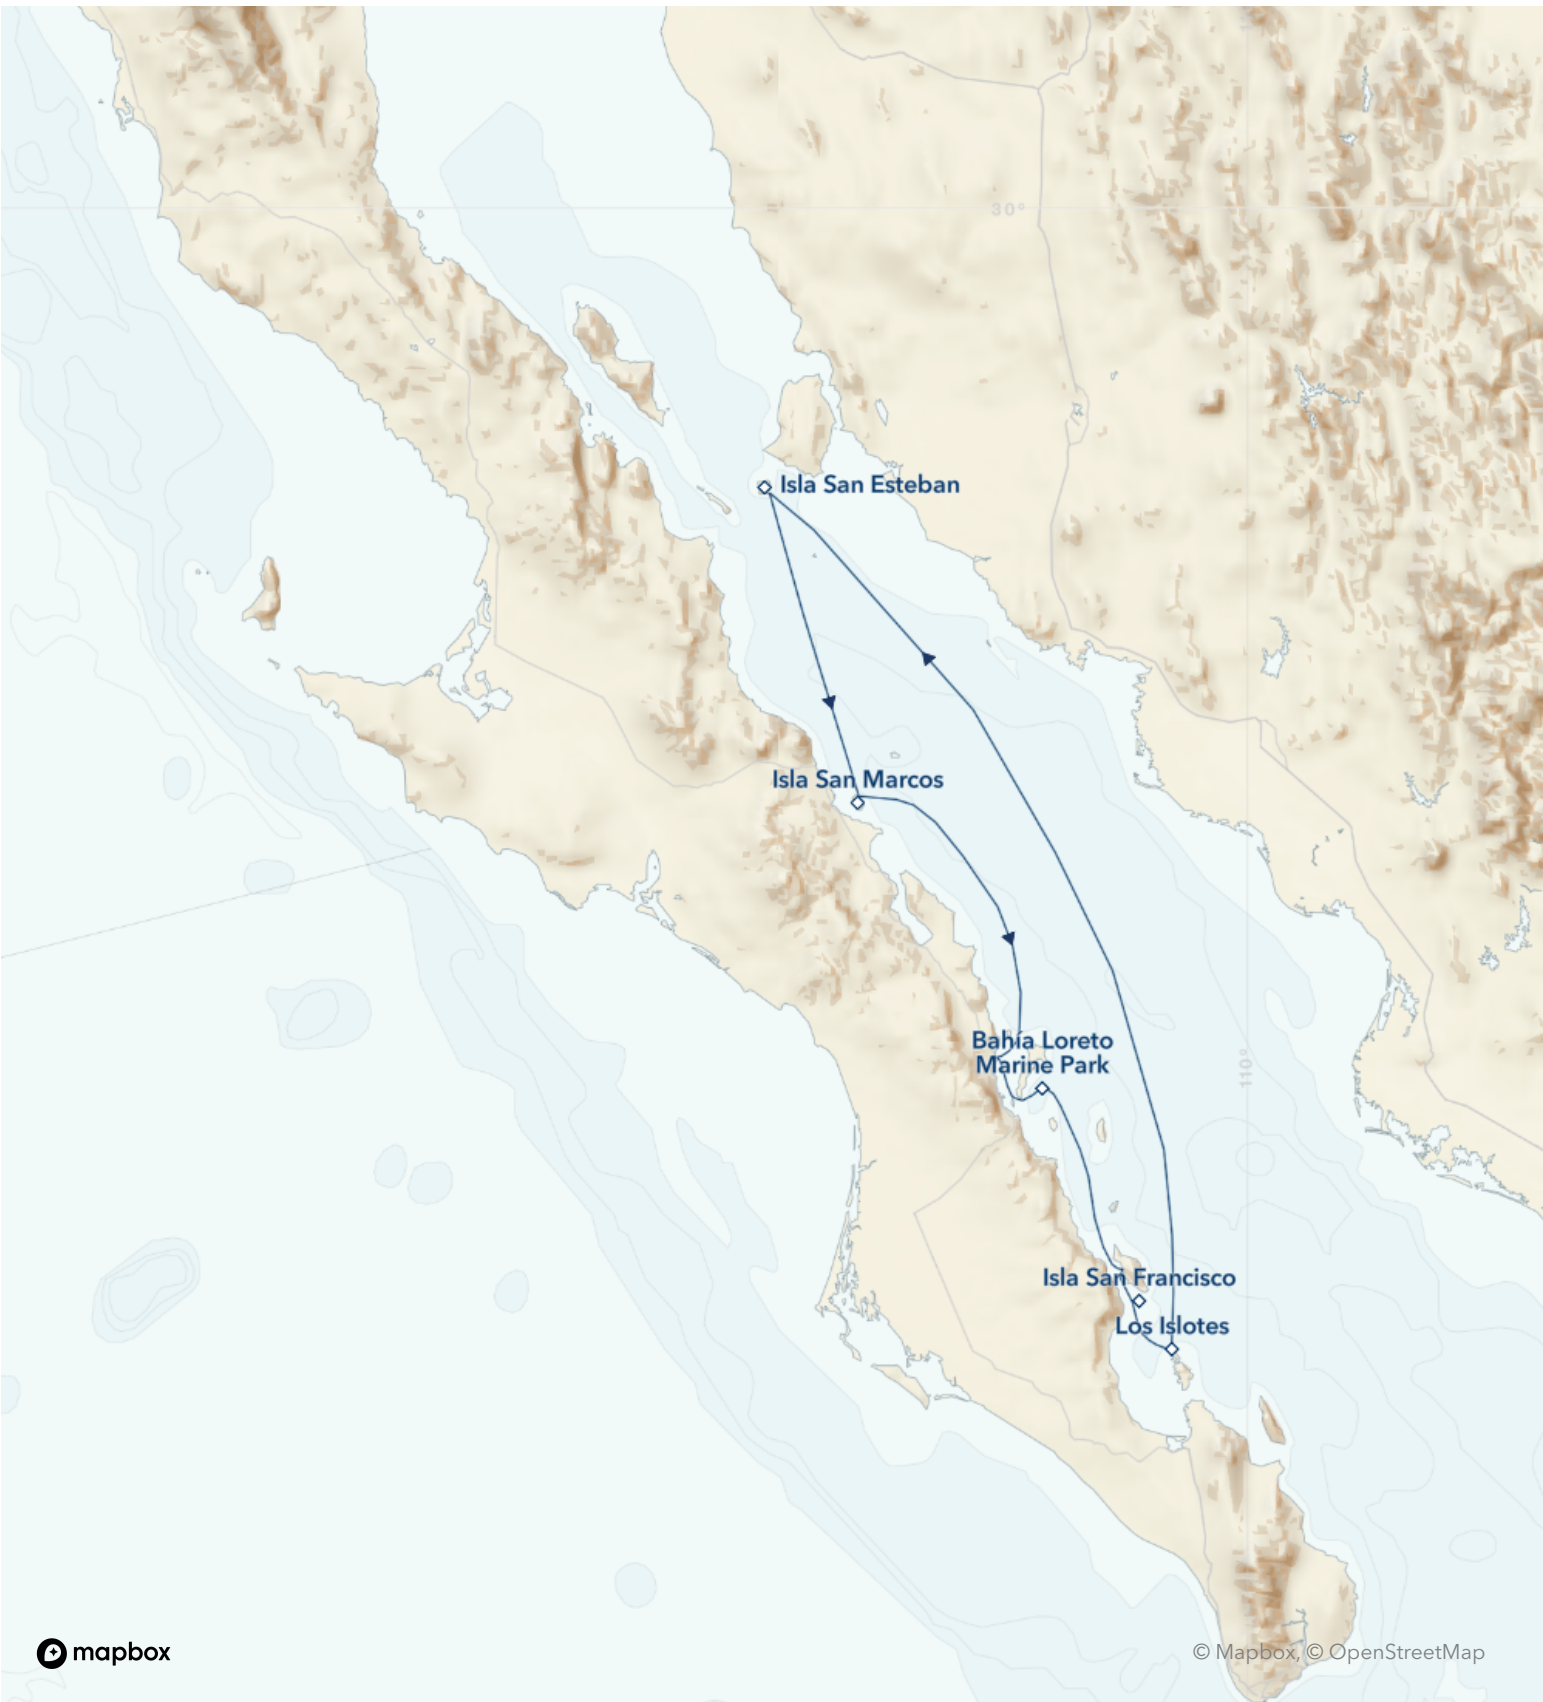 30°
Isla San Esteban
Isla San Marcos
Bahía Loreto
Marine Park
110°
Isla San Francisco
Los Islotes
mapbox
© Mapbox, © OpenStreetMap